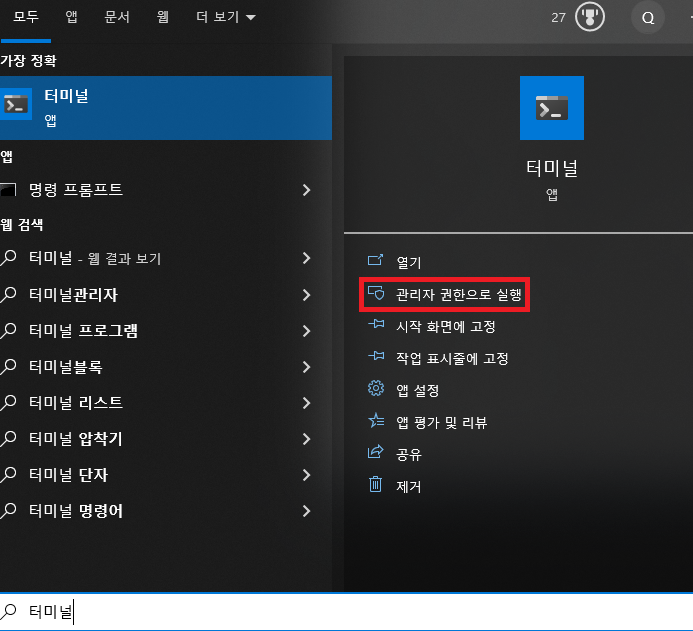 모두 앱 문서 웹 더 보기
27 Q
가장 정확
터미널
앱
앱
명령 프롬프트
웹 검색
터미널 - 웹 결과 보기
터미널관리자
터미널 프로그램
터미널블록
터미널 리스트
터미널 압착기
터미널 단자
터미널 명령어
터미널
앱
열기
관리자 권한으로 실행
시작 화면에 고정
작업 표시줄에 고정
앱 설정
앱 평가 및 리뷰
공유
제거
터미널